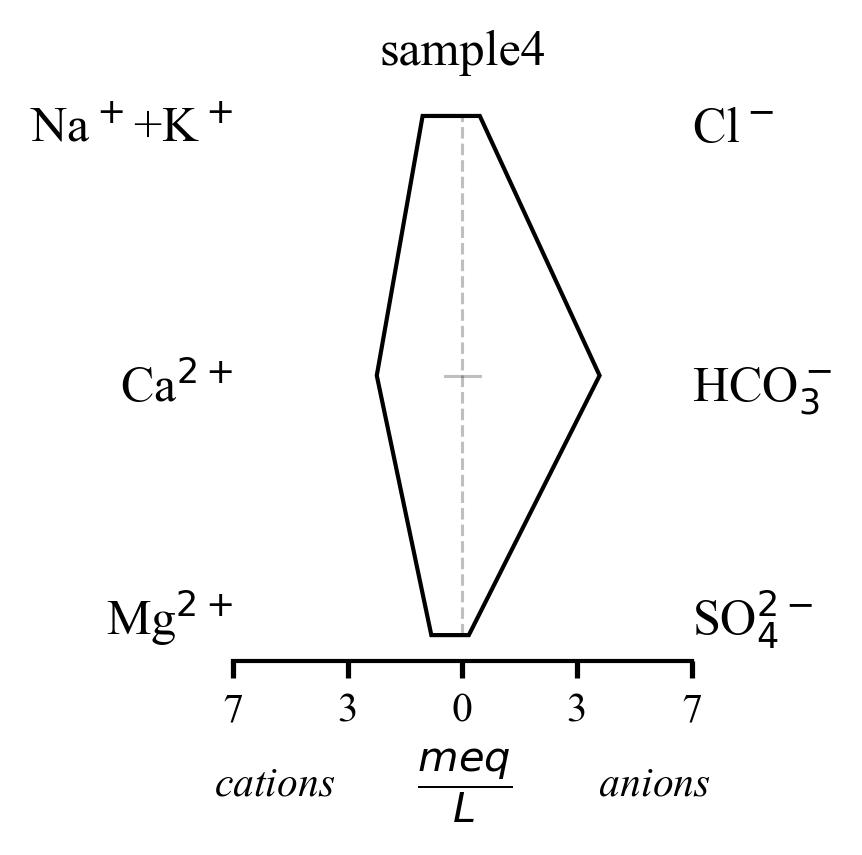 sample4
Na⁺+K⁺ Cl⁻
Ca²⁺ HCO₃⁻
Mg²⁺ SO₄²⁻
7 3 0 3 7
cations meq/L anions